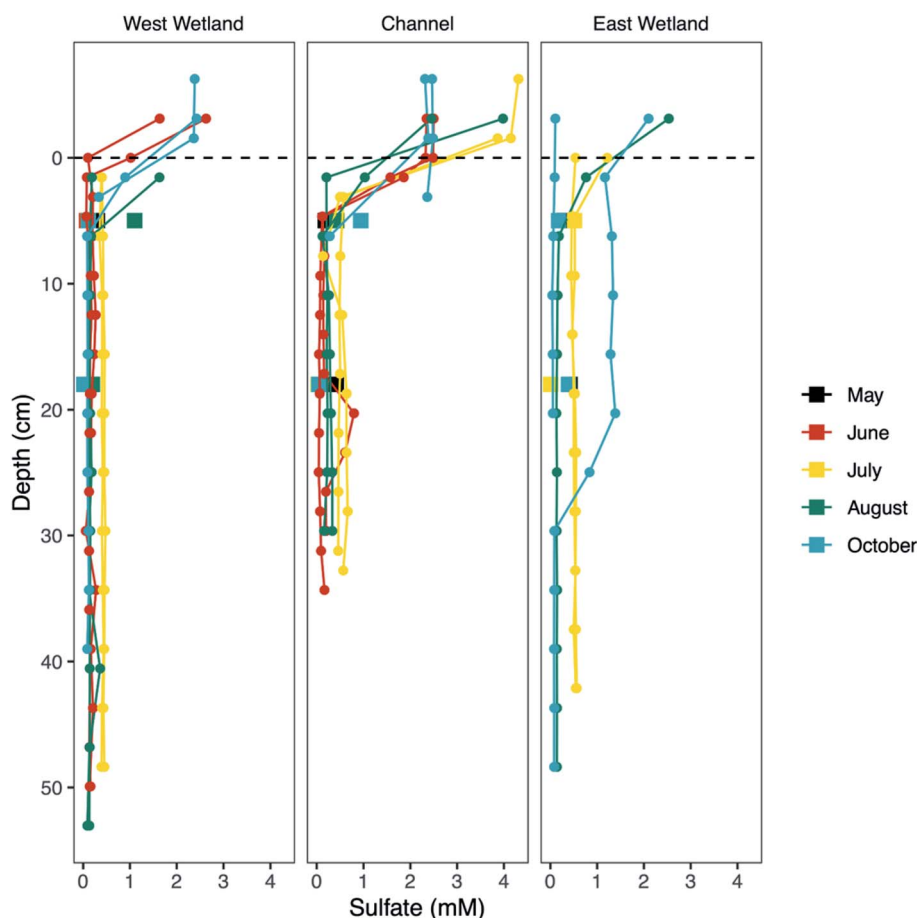 West Wetland Channel East Wetland
0
10
20
30
40
50
Depth (cm)
0 1 2 3 4 0 1 2 3 4 0 1 2 3 4
Sulfate (mM)
May
June
July
August
October